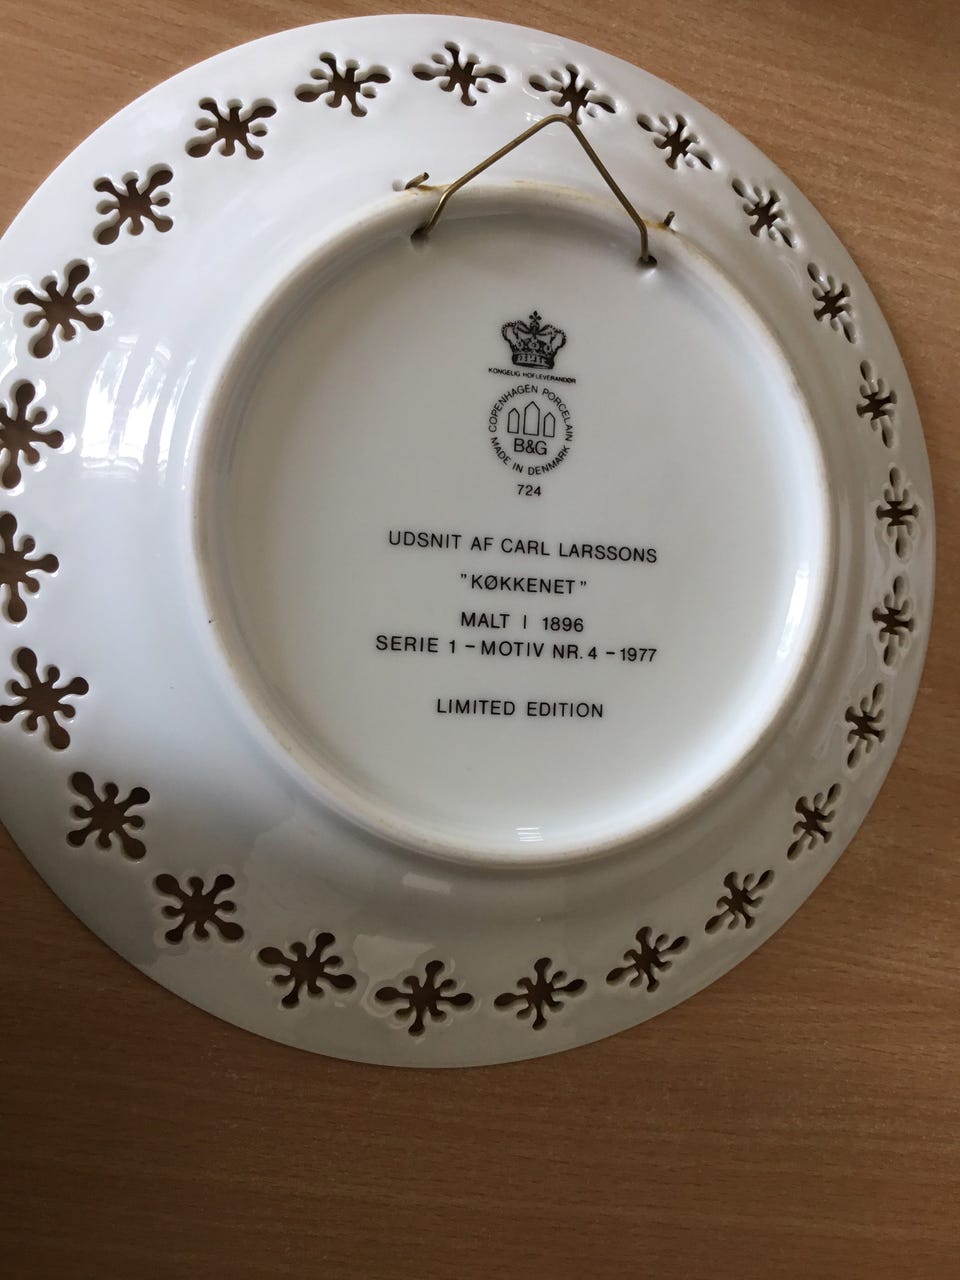 KONGELIG HOFLEVERANDØR
COPENHAGEN PORCELAIN
B&G
MADE IN DENMARK
724
UDSNIT AF CARL LARSSONS
"KØKKENET"
MALT I 1896
SERIE 1 – MOTIV NR. 4 – 1977
LIMITED EDITION